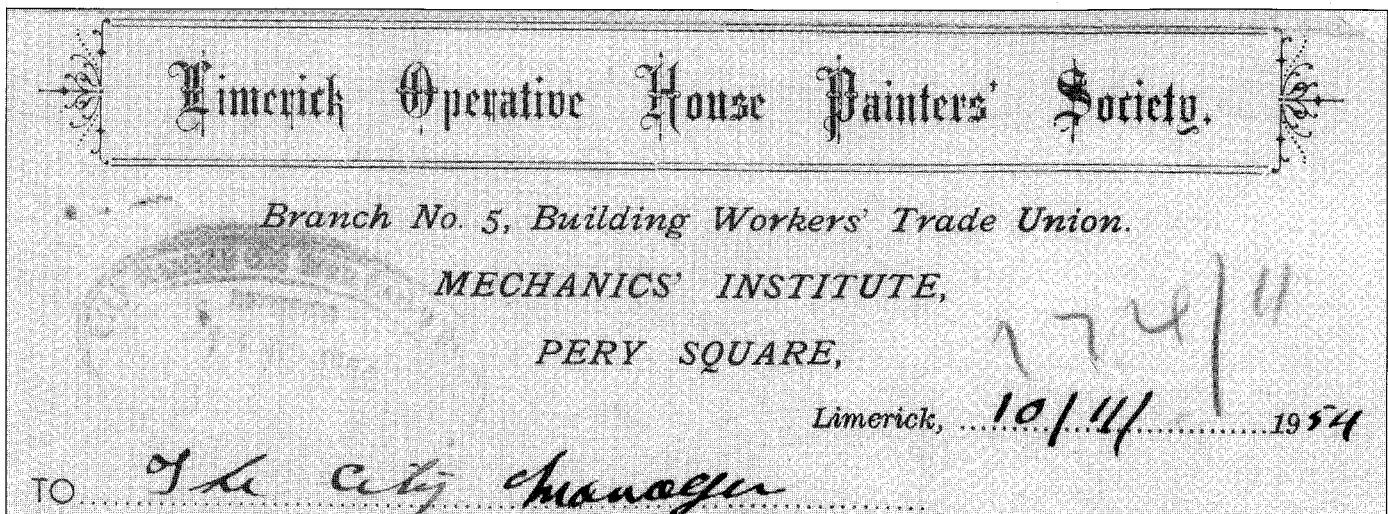 Limerick Operative House Painters' Society.
Branch No. 5, Building Workers' Trade Union.
MECHANICS' INSTITUTE,
PERY SQUARE,
174/11
Limerick, 10/11/ 1954
TO The City Manager